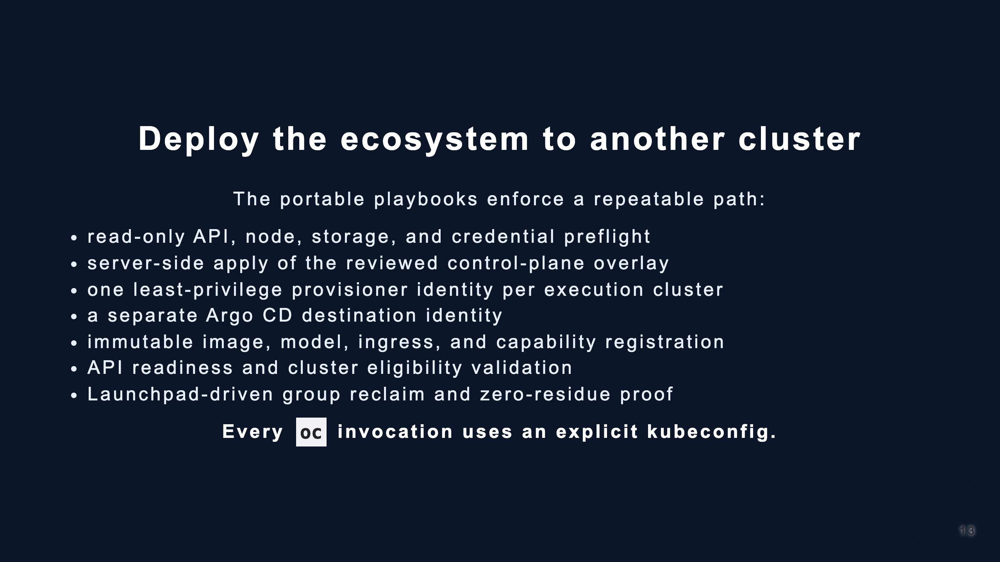 Deploy the ecosystem to another cluster
The portable playbooks enforce a repeatable path:
• read-only API, node, storage, and credential preflight
• server-side apply of the reviewed control-plane overlay
• one least-privilege provisioner identity per execution cluster
• a separate Argo CD destination identity
• immutable image, model, ingress, and capability registration
• API readiness and cluster eligibility validation
• Launchpad-driven group reclaim and zero-residue proof
Every oc invocation uses an explicit kubeconfig.
13